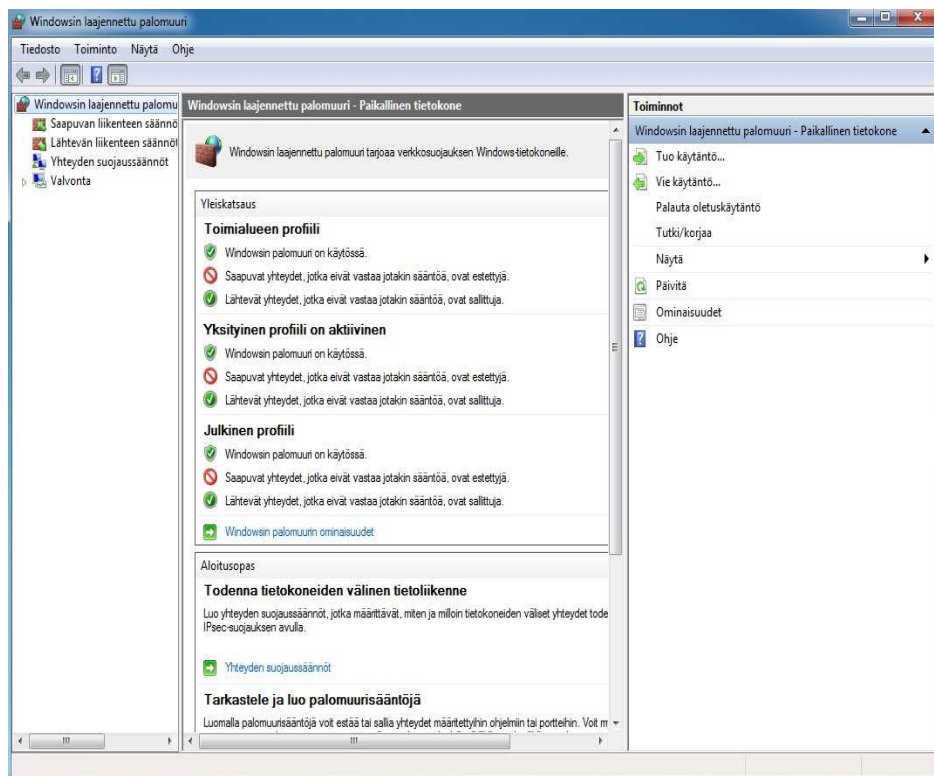 Windowsin laajennettu palomuuri
Tiedosto Toiminto Näytä Ohje
Windowsin laajennettu palomu
Saapuvan liikenteen säännö
Lähtevän liikenteen säännöt
Yhteyden suojaussäännöt
Valvonta
Windowsin laajennettu palomuuri - Paikallinen tietokone
Windowsin laajennettu palomuuri tarjoaa verkkosuojauksen Windows-tietokoneille.
Yleiskatsaus
Toimialueen profiili
Windowsin palomuuri on käytössä.
Saapuvat yhteydet, jotka eivät vastaa jotakin sääntöä, ovat estettyjä.
Lähtevät yhteydet, jotka eivät vastaa jotakin sääntöä, ovat sallittuja.
Yksityinen profiili on aktiivinen
Windowsin palomuuri on käytössä.
Saapuvat yhteydet, jotka eivät vastaa jotakin sääntöä, ovat estettyjä.
Lähtevät yhteydet, jotka eivät vastaa jotakin sääntöä, ovat sallittuja.
Julkinen profiili
Windowsin palomuuri on käytössä.
Saapuvat yhteydet, jotka eivät vastaa jotakin sääntöä, ovat estettyjä.
Lähtevät yhteydet, jotka eivät vastaa jotakin sääntöä, ovat sallittuja.
Windowsin palomuurin ominaisuudet
Aloitusopas
Todenna tietokoneiden välinen tietoliikenne
Luo yhteyden suojaussäännöt, jotka määrittävät, miten ja milloin tietokoneiden väliset yhteydet tode
IPsec-suojauksen avulla.
Yhteyden suojaussäännöt
Tarkastele ja luo palomuurisääntöjä
Luomalla palomuurisääntöjä voit estää tai sallia yhteydet määritettyihin ohjelmiin tai portteihin. Voit m
Toiminnot
Windowsin laajennettu palomuuri - Paikallinen tietokone
Tuo käytäntö...
Vie käytäntö...
Palauta oletuskäytäntö
Tutki/korjaa
Näytä
Päivitä
Ominaisuudet
Ohje